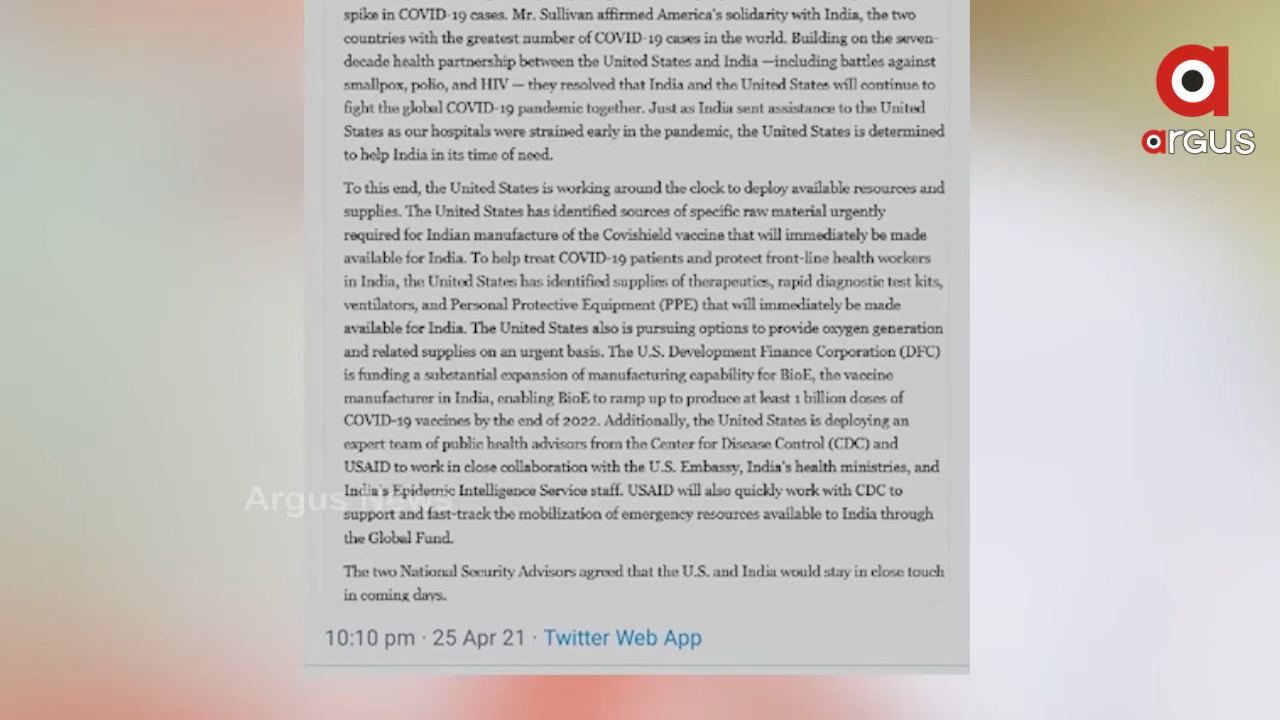 spike in COVID-19 cases. Mr. Sullivan affirmed America's solidarity with India, the two
countries with the greatest number of COVID-19 cases in the world. Building on the seven-
decade health partnership between the United States and India —including battles against
smallpox, polio, and HIV — they resolved that India and the United States will continue to
fight the global COVID-19 pandemic together. Just as India sent assistance to the United
States as our hospitals were strained early in the pandemic, the United States is determined
to help India in its time of need.
To this end, the United States is working around the clock to deploy available resources and
supplies. The United States has identified sources of specific raw material urgently
required for Indian manufacture of the Covishield vaccine that will immediately be made
available for India. To help treat COVID-19 patients and protect front-line health workers
in India, the United States has identified supplies of therapeutics, rapid diagnostic test kits,
ventilators, and Personal Protective Equipment (PPE) that will immediately be made
available for India. The United States also is pursuing options to provide oxygen generation
and related supplies on an urgent basis. The U.S. Development Finance Corporation (DFC)
is funding a substantial expansion of manufacturing capability for BioE, the vaccine
manufacturer in India, enabling BioE to ramp up to produce at least 1 billion doses of
COVID-19 vaccines by the end of 2022. Additionally, the United States is deploying an
expert team of public health advisors from the Center for Disease Control (CDC) and
USAID to work in close collaboration with the U.S. Embassy, India's health ministries, and
India's Epidemic Intelligence Service staff. USAID will also quickly work with CDC to
support and fast-track the mobilization of emergency resources available to India through
the Global Fund.
The two National Security Advisors agreed that the U.S. and India would stay in close touch
in coming days.
10:10 pm · 25 Apr 21 · Twitter Web App
argus
Argus News